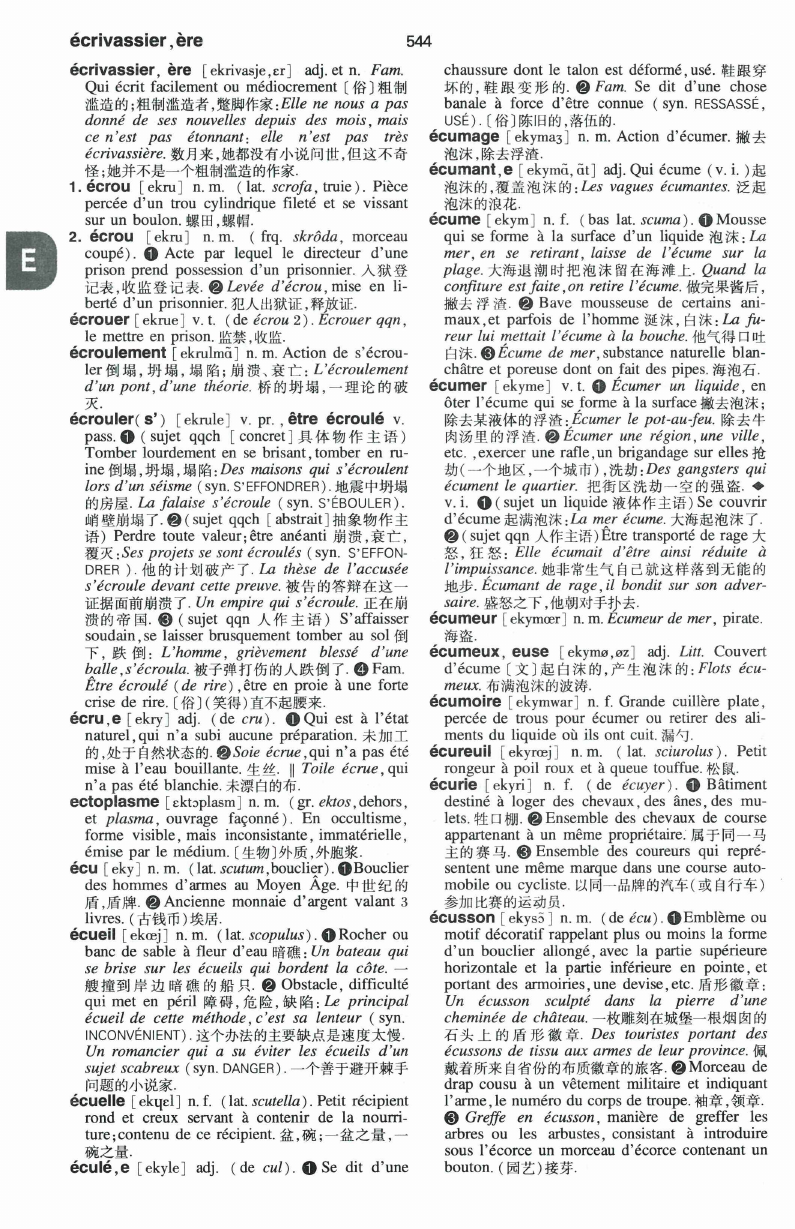 écrivassier,ère
544
écrivassier, ère [ekrivasje,ɛr] adj. et n. Fam.
Qui écrit facilement ou médiocrement〔俗〕粗制
滥造的;粗制滥造者,蹩脚作家:Elle ne nous a pas
donné de ses nouvelles depuis des mois, mais
ce n'est pas étonnant: elle n'est pas très
écrivassière. 数月来,她都没有小说问世,但这不奇
怪;她并不是一个粗制滥造的作家.
1. écrou [ekru] n. m. (lat. scrofa, truie). Pièce
percée d'un trou cylindrique fileté et se vissant
sur un boulon. 螺田,螺帽.
2. écrou [ekru] n. m. ( frq. skrôda, morceau
coupé). ❶ Acte par lequel le directeur d'une
prison prend possession d'un prisonnier. 入狱登
记表,收监登记表. ❷ Levée d'écrou, mise en li-
berté d'un prisonnier. 犯人出狱证,释放证.
E
écrouer [ekrue] v. t. (de écrou 2). Écrouer qqn,
le mettre en prison. 监禁,收监.
écroulement [ekrulmã] n. m. Action de s'écrou-
ler 倒塌,坍塌,塌陷;崩溃、衰亡: L'écroulement
d'un pont, d'une théorie. 桥的坍塌,一理论的破
灭.
écrouler(s') [ekrule] v. pr. , être écroulé v.
pass. ❶ ( sujet qqch [concret]具体物作主语)
Tomber lourdement en se brisant, tomber en ru-
ine 倒塌,坍塌,塌陷:Des maisons qui s'écroulent
lors d'un séisme (syn. S'EFFONDRER). 地震中坍塌
的房屋. La falaise s'écroule ( syn. S'ÉBOULER).
峭壁崩塌了. ❷ (sujet qqch [abstrait]抽象物作主
语) Perdre toute valeur; être anéanti 崩溃,衰亡,
覆灭:Ses projets se sont écroulés ( syn. S'EFFON-
DRER ). 他的计划破产了. La thèse de l'accusée
s'écroule devant cette preuve. 被告的答辩在这一
证据面前崩溃了. Un empire qui s'écroule. 正在崩
溃的帝国. ❸ ( sujet qqn 人作主语) S'affaisser
soudain, se laisser brusquement tomber au sol 倒
下, 跌倒: L'homme, grièvement blessé d'une
balle, s'écroula. 被子弹打伤的人跌倒了. ❹ Fam.
Être écroulé (de rire), être en proie à une forte
crise de rire.〔俗〕(笑得)直不起腰来.
écru,e [ekry] adj. (de cru). ❶ Qui est à l'état
naturel, qui n'a subi aucune préparation. 未加工
的,处于自然状态的. ❷ Soie écrue, qui n'a pas été
mise à l'eau bouillante. 生丝. ‖ Toile écrue, qui
n'a pas été blanchie. 未漂白的布.
ectoplasme [ɛktɔplasm] n. m. (gr. ektos, dehors,
et plasma, ouvrage façonné). En occultisme,
forme visible, mais inconsistante, immatérielle,
émise par le médium.〔生物〕外质,外胞浆.
écu [eky] n. m. (lat. scutum, bouclier). ❶ Bouclier
des hommes d'armes au Moyen Âge. 中世纪的
盾,盾牌. ❷ Ancienne monnaie d'argent valant 3
livres. (古钱币)埃居.
écueil [ekœj] n. m. (lat. scopulus). ❶ Rocher ou
banc de sable à fleur d'eau 暗礁: Un bateau qui
se brise sur les écueils qui bordent la côte. 一
艘撞到岸边暗礁的船只. ❷ Obstacle, difficulté
qui met en péril 障碍,危险,缺陷: Le principal
écueil de cette méthode, c'est sa lenteur ( syn.
INCONVÉNIENT). 这个办法的主要缺点是速度太慢.
Un romancier qui a su éviter les écueils d'un
sujet scabreux (syn. DANGER). 一个善于避开棘手
问题的小说家.
écuelle [ekɥɛl] n. f. (lat. scutella). Petit récipient
rond et creux servant à contenir de la nourri-
ture; contenu de ce récipient. 盆,碗;一盆之量,一
碗之量.
éculé,e [ekyle] adj. (de cul). ❶ Se dit d'une
chaussure dont le talon est déformé, usé. 鞋跟穿
坏的,鞋跟变形的. ❷ Fam. Se dit d'une chose
banale à force d'être connue ( syn. RESSASSÉ,
USÉ).〔俗〕陈旧的,落伍的.
écumage [ekymaʒ] n. m. Action d'écumer. 撇去
泡沫,除去浮渣.
écumant,e [ekymã, ãt] adj. Qui écume (v. i.)起
泡沫的,覆盖泡沫的:Les vagues écumantes. 泛起
泡沫的浪花.
écume [ekym] n. f. ( bas lat. scuma). ❶ Mousse
qui se forme à la surface d'un liquide 泡沫: La
mer, en se retirant, laisse de l'écume sur la
plage. 大海退潮时把泡沫留在海滩上. Quand la
confiture est faite, on retire l'écume. 做完果酱后,
撇去浮渣. ❷ Bave mousseuse de certains ani-
maux, et parfois de l'homme 涎沫,白沫: La fu-
reur lui mettait l'écume à la bouche. 他气得口吐
白沫. ❸ Écume de mer, substance naturelle blan-
châtre et poreuse dont on fait des pipes. 海泡石.
écumer [ekyme] v. t. ❶ Écumer un liquide, en
ôter l'écume qui se forme à la surface 撇去泡沫;
除去某液体的浮渣:Écumer le pot-au-feu. 除去牛
肉汤里的浮渣. ❷ Écumer une région, une ville,
etc. , exercer une rafle, un brigandage sur elles 抢
劫(一个地区,一个城市),洗劫:Des gangsters qui
écument le quartier. 把街区洗劫一空的强盗. ◆
v. i. ❶ (sujet un liquide 液体作主语) Se couvrir
d'écume 起满泡沫:La mer écume. 大海起泡沫了.
❷ (sujet qqn 人作主语) Être transporté de rage 大
怒,狂怒: Elle écumait d'être ainsi réduite à
l'impuissance. 她非常生气自己就这样落到无能的
地步. Écumant de rage, il bondit sur son adver-
saire. 盛怒之下,他朝对手扑去.
écumeur [ekymœr] n. m. Écumeur de mer, pirate.
海盗.
écumeux, euse [ekymø, øz] adj. Litt. Couvert
d'écume〔文〕起白沫的,产生泡沫的: Flots écu-
meux. 布满泡沫的波涛.
écumoire [ekymwar] n. f. Grande cuillère plate,
percée de trous pour écumer ou retirer des ali-
ments du liquide où ils ont cuit. 漏勺.
écureuil [ekyrœj] n. m. ( lat. sciurolus). Petit
rongeur à poil roux et à queue touffue. 松鼠.
écurie [ekyri] n. f. ( de écuyer). ❶ Bâtiment
destiné à loger des chevaux, des ânes, des mu-
lets. 牲口棚. ❷ Ensemble des chevaux de course
appartenant à un même propriétaire. 属于同一马
主的赛马. ❸ Ensemble des coureurs qui repré-
sentent une même marque dans une course auto-
mobile ou cycliste. 以同一品牌的汽车(或自行车)
参加比赛的运动员.
écusson [ekysɔ̃] n. m. (de écu). ❶ Emblème ou
motif décoratif rappelant plus ou moins la forme
d'un bouclier allongé, avec la partie supérieure
horizontale et la partie inférieure en pointe, et
portant des armoiries, une devise, etc. 盾形徽章:
Un écusson sculpté dans la pierre d'une
cheminée de château. 一枚雕刻在城堡一根烟囱的
石头上的盾形徽章. Des touristes portant des
écussons de tissu aux armes de leur province. 佩
戴着所来自省份的布质徽章的旅客. ❷ Morceau de
drap cousu à un vêtement militaire et indiquant
l'arme, le numéro du corps de troupe. 袖章,领章.
❸ Greffe en écusson, manière de greffer les
arbres ou les arbustes, consistant à introduire
sous l'écorce un morceau d'écorce contenant un
bouton. (园艺)接芽.